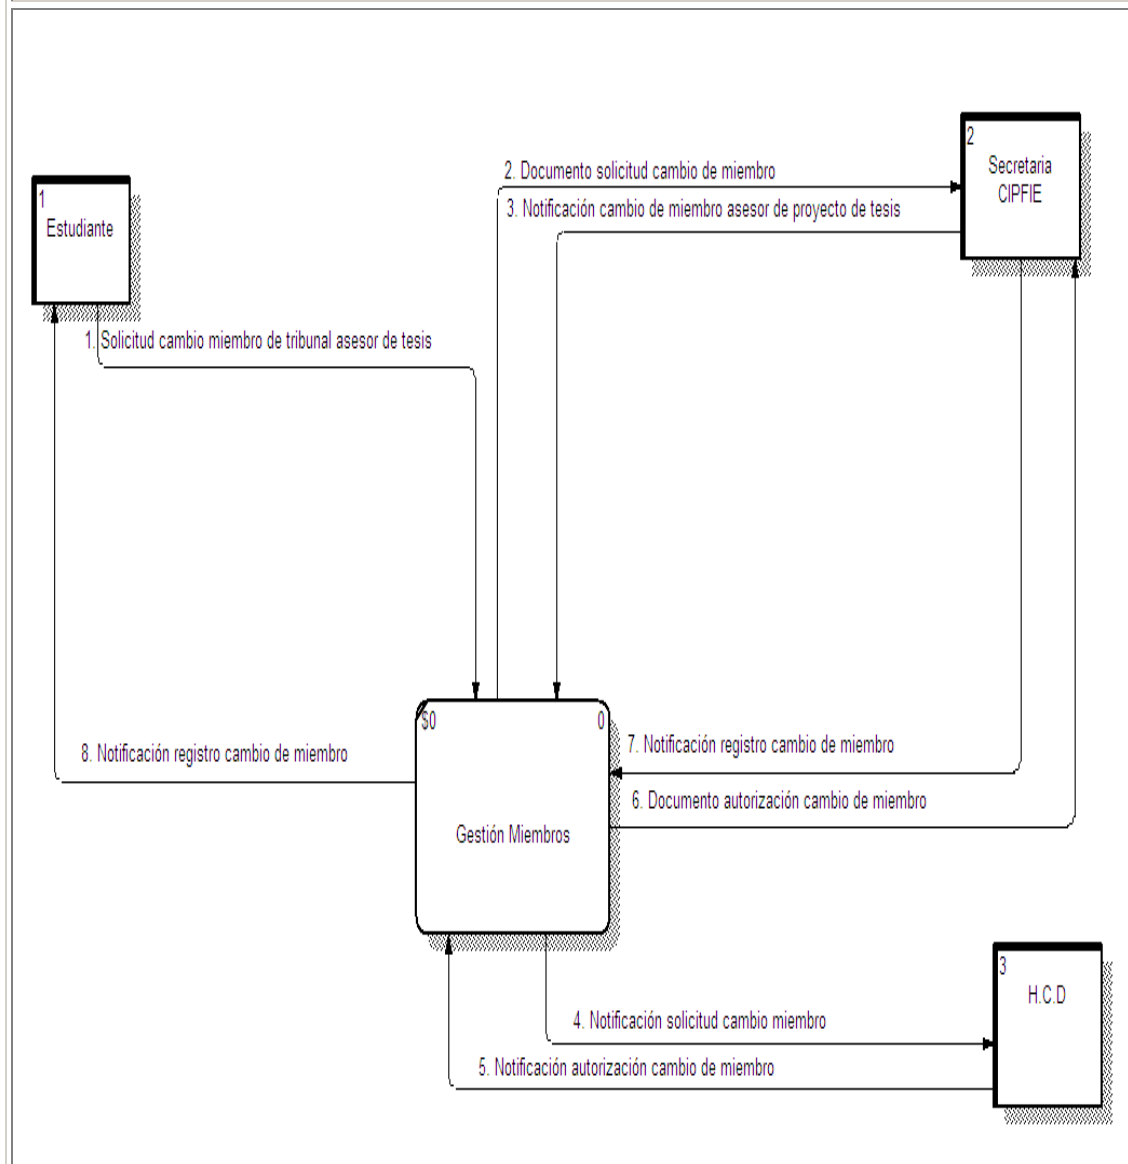 2
Secretaria
CIPFIE
2. Documento solicitud cambio de miembro
3. Notificación cambio de miembro asesor de proyecto de tesis
1
Estudiante
1. Solicitud cambio miembro de tribunal asesor de tesis
$0
0
7. Notificación registro cambio de miembro
8. Notificación registro cambio de miembro
6. Documento autorización cambio de miembro
Gestión Miembros
3
H.C.D
4. Notificación solicitud cambio miembro
5. Notificación autorización cambio de miembro